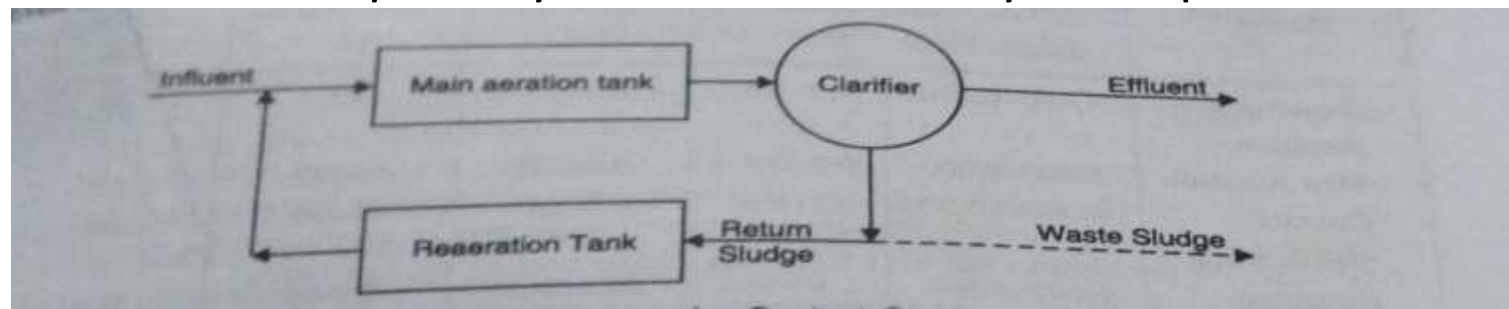 Influent
Main aeration tank
Clarifier
Effluent
Reaeration Tank
Return
Sludge
Waste Sludge